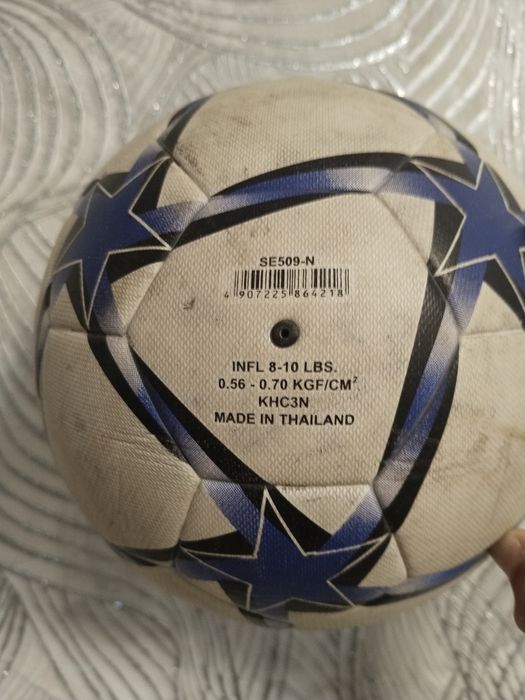 SE509-N
4 907225 864218
INFL 8-10 LBS.
0.56 - 0.70 KGF/CM²
KHC3N
MADE IN THAILAND